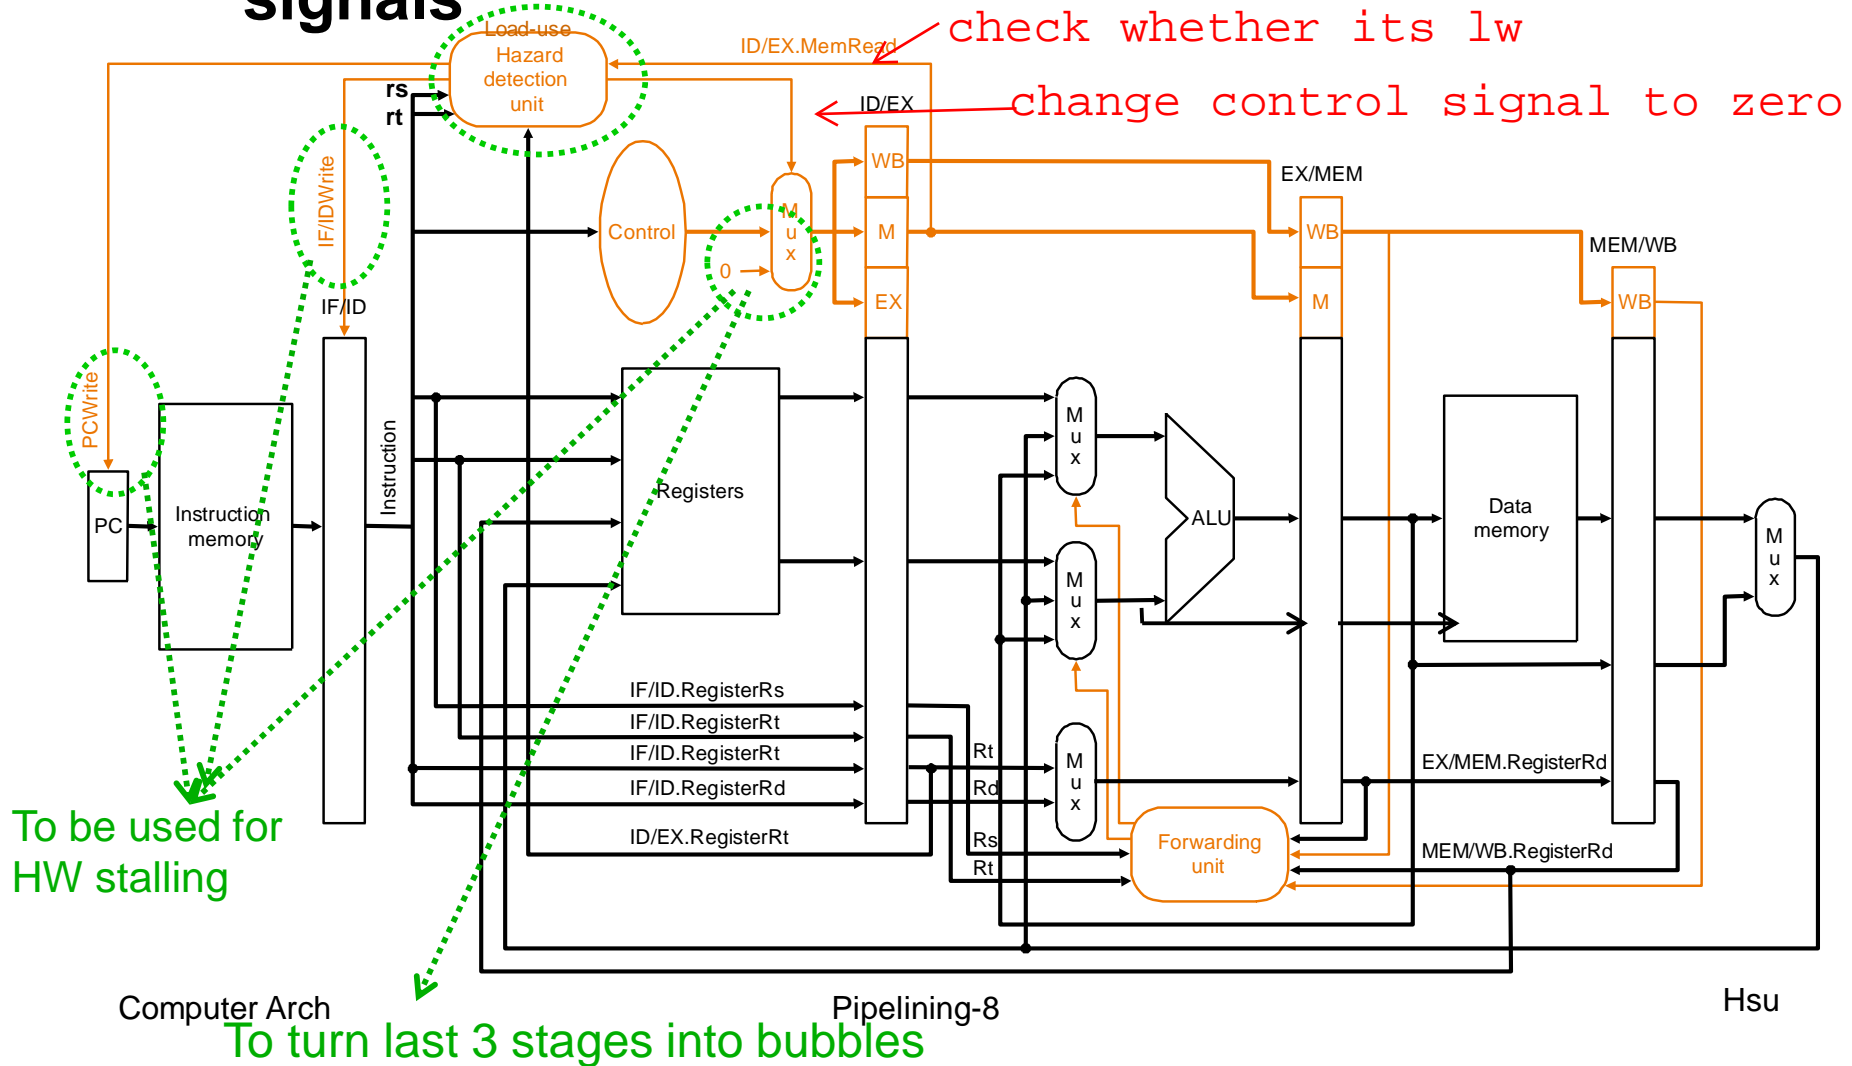 signals
check whether its lw
Load-use
Hazard
detection
unit
ID/EX.MemRead
rs
rt
change control signal to zero
ID/EX
IF/IDWrite
WB
M
EX
Control
M
u
x
0
EX/MEM
WB
M
MEM/WB
WB
IF/ID
PCWrite
PC
Instruction
memory
Instruction
Registers
M
u
x
M
u
x
ALU
Data
memory
M
u
x
IF/ID.RegisterRs
IF/ID.RegisterRt
IF/ID.RegisterRt
IF/ID.RegisterRd
ID/EX.RegisterRt
Rt
Rd
Rs
Rt
M
u
x
EX/MEM.RegisterRd
Forwarding
unit
MEM/WB.RegisterRd
To be used for
HW stalling
Computer Arch
Pipelining-8
Hsu
To turn last 3 stages into bubbles